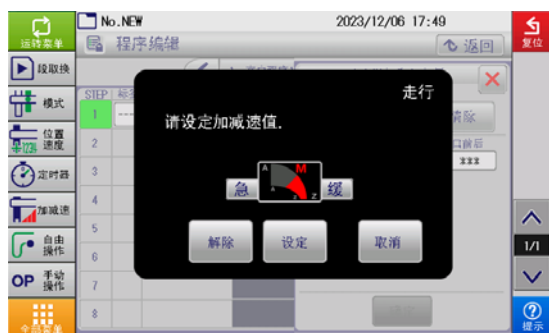 No.NEW
2023/12/06 17:49
运转菜单
程序编辑
返回
复位
段取换
模式
位置
速度
定时器
加减速
自由
操作
OP 手动
操作
全部菜单
STEP
1
2
3
4
5
6
7
8
走行
请设定加减速值.
A
M
Z
急
缓
解除
设定
取消
1/1
提示